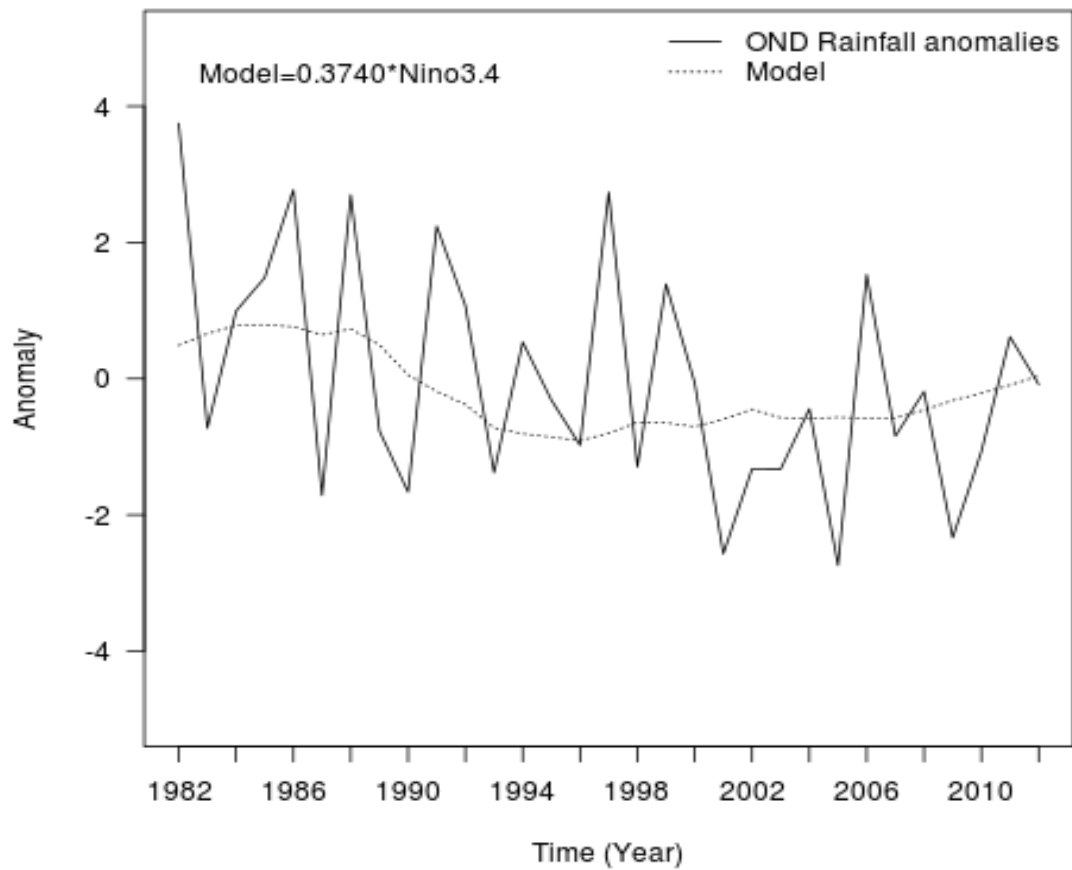 OND Rainfall anomalies
Model=0.3740*Nino3.4
Model
4
2
0
-2
-4
Anomaly
1982 1986 1990 1994 1998 2002 2006 2010
Time (Year)